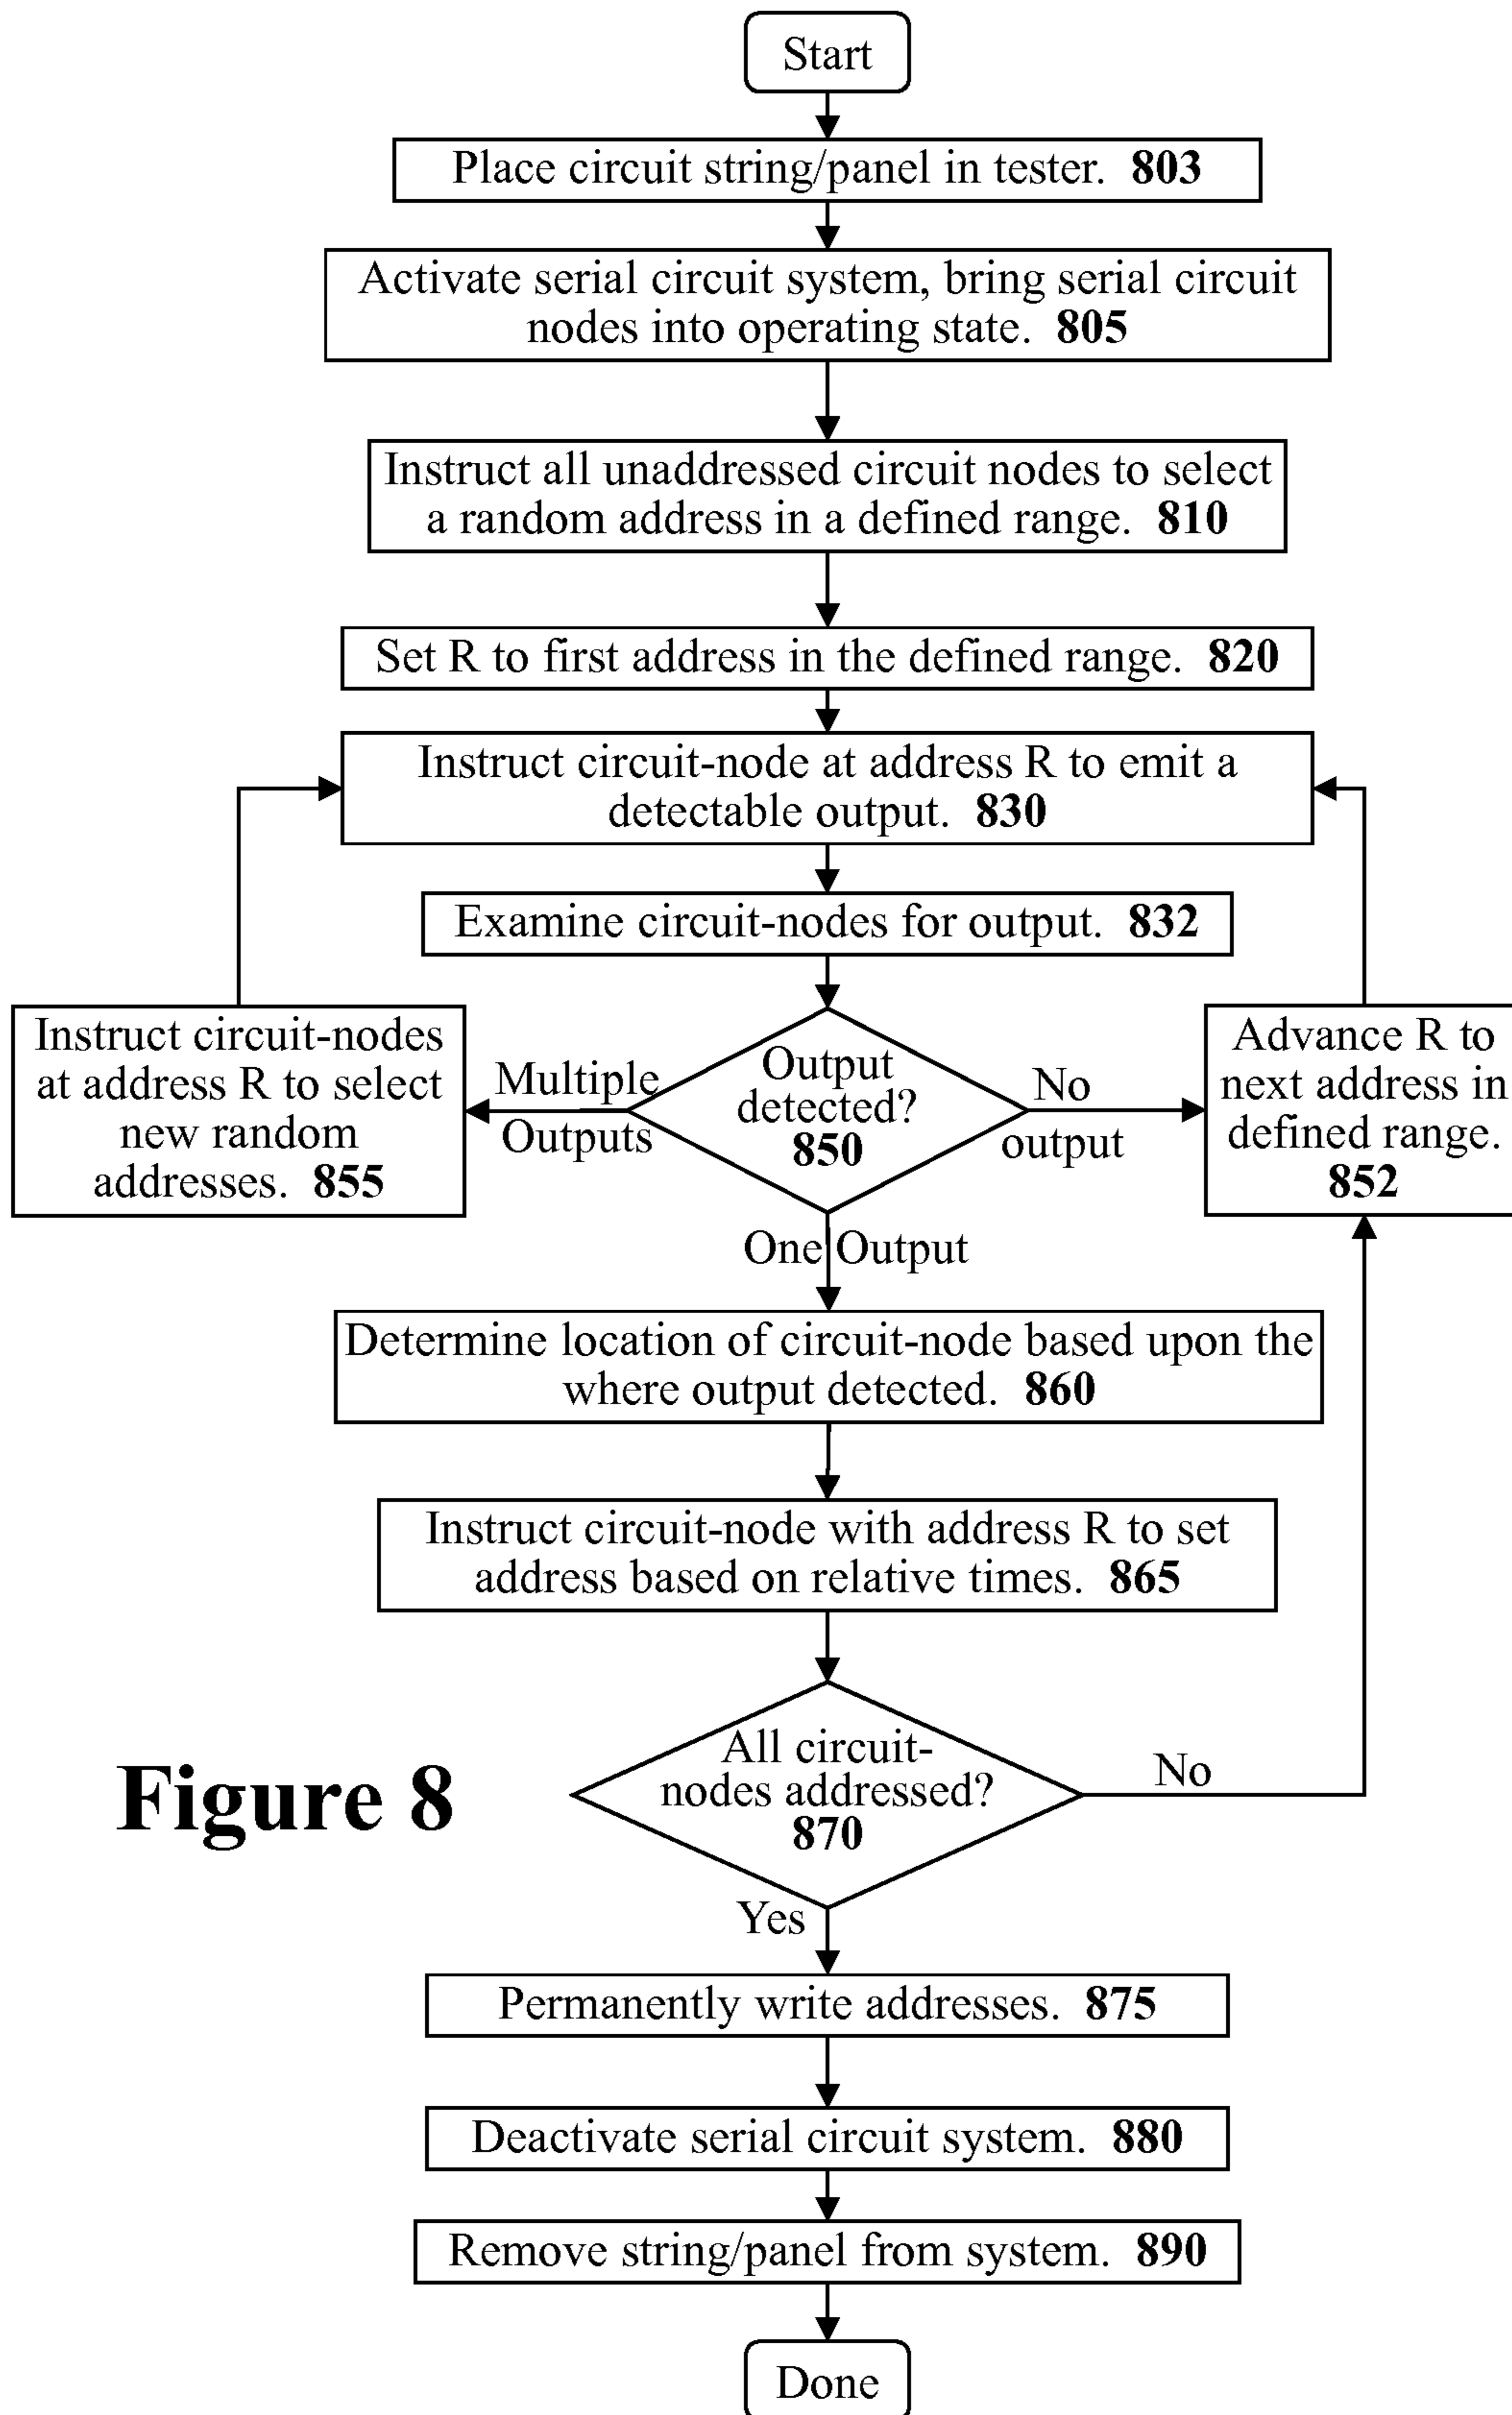 Start
Place circuit string/panel in tester. 803
Activate serial circuit system, bring serial circuit
nodes into operating state. 805
Instruct all unaddressed circuit nodes to select
a random address in a defined range. 810
Set R to first address in the defined range. 820
Instruct circuit-node at address R to emit a
detectable output. 830
Examine circuit-nodes for output. 832
Instruct circuit-nodes
at address R to select
new random
addresses. 855
Multiple
Outputs
Output
detected?
850
No
output
Advance R to
next address in
defined range.
852
One Output
Determine location of circuit-node based upon the
where output detected. 860
Instruct circuit-node with address R to set
address based on relative times. 865
All circuit-
nodes addressed?
870
No
Figure 8
Yes
Permanently write addresses. 875
Deactivate serial circuit system. 880
Remove string/panel from system. 890
Done